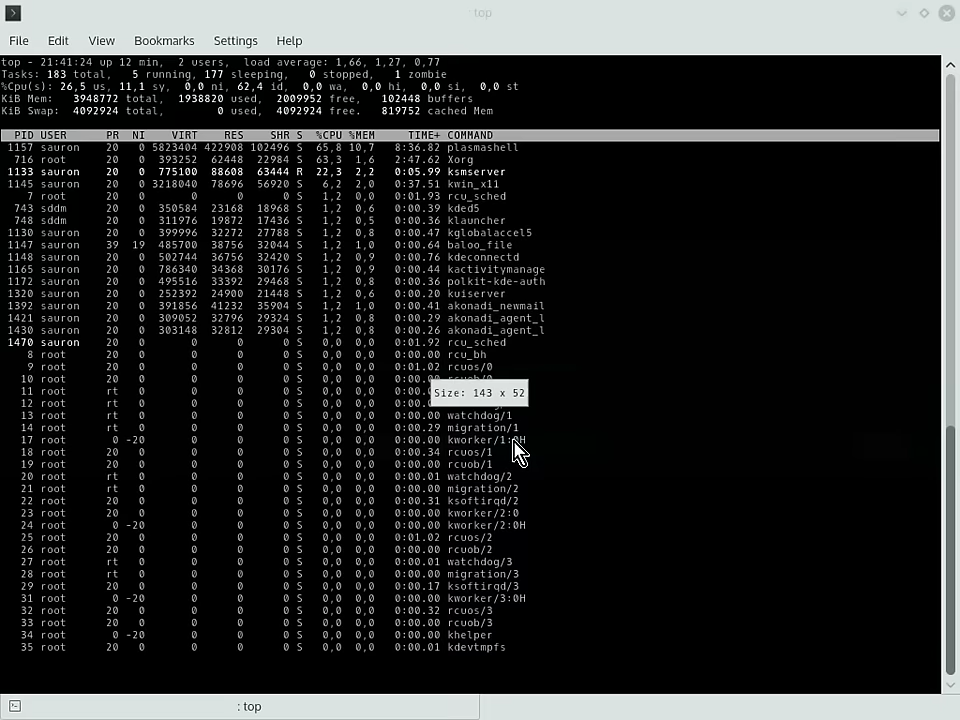 : top
File Edit View Bookmarks Settings Help
top - 21:41:24 up 12 min, 2 users, load average: 1,66, 1,27, 0,77
Tasks: 183 total, 5 running, 177 sleeping, 0 stopped, 1 zombie
%Cpu(s): 26,5 us, 11,1 sy, 0,0 ni, 62,4 id, 0,0 wa, 0,0 hi, 0,0 si, 0,0 st
KiB Mem: 3948772 total, 1938820 used, 2009952 free, 102448 buffers
KiB Swap: 4092924 total, 0 used, 4092924 free. 819752 cached Mem
PID USER PR NI VIRT RES SHR S %CPU %MEM TIME+ COMMAND
1157 sauron 20 0 5823404 422908 102496 S 65,8 10,7 8:36.82 plasmashell
716 root 20 0 393252 62448 22984 S 63,3 1,6 2:47.62 Xorg
1133 sauron 20 0 775100 88608 63444 R 22,3 2,2 0:05.99 ksmserver
1145 sauron 20 0 3218040 78696 56920 S 6,2 2,0 0:37.51 kwin_x11
7 root 20 0 0 0 0 S 1,2 0,0 0:01.93 rcu_sched
743 sddm 20 0 350584 23168 18968 S 1,2 0,6 0:00.39 kded5
748 sddm 20 0 311976 19872 17436 S 1,2 0,5 0:00.36 klauncher
1130 sauron 20 0 399996 32272 27788 S 1,2 0,8 0:00.47 kglobalaccel5
1147 sauron 39 19 485700 38756 32044 S 1,2 1,0 0:00.64 baloo_file
1148 sauron 20 0 502744 36756 32420 S 1,2 0,9 0:00.76 kdeconnectd
1165 sauron 20 0 786340 34368 30176 S 1,2 0,9 0:00.44 kactivitymanage
1172 sauron 20 0 495516 33392 29468 S 1,2 0,8 0:00.36 polkit-kde-auth
1320 sauron 20 0 252392 24900 21448 S 1,2 0,6 0:00.20 kuiserver
1392 sauron 20 0 391856 41232 35904 S 1,2 1,0 0:00.41 akonadi_newmail
1421 sauron 20 0 309052 32796 29324 S 1,2 0,8 0:00.29 akonadi_agent_l
1430 sauron 20 0 303148 32812 29304 S 1,2 0,8 0:00.26 akonadi_agent_l
1470 sauron 20 0 0 0 0 S 0,0 0,0 0:01.92 rcu_sched
8 root 20 0 0 0 0 S 0,0 0,0 0:00.00 rcu_bh
9 root 20 0 0 0 0 S 0,0 0,0 0:01.02 rcuos/0
10 root 20 0 0 0 0 S 0,0 0,0 0:00.00 rcuob/0
11 root rt 0 0 0 0 S 0,0 0,0
Size: 143 x 52
12 root rt 0 0 0 0 S 0,0 0,0
13 root rt 0 0 0 0 S 0,0 0,0 0:00.00 watchdog/1
14 root rt 0 0 0 0 S 0,0 0,0 0:00.29 migration/1
17 root 0 -20 0 0 0 S 0,0 0,0 0:00.00 kworker/1:0H
18 root 20 0 0 0 0 S 0,0 0,0 0:00.34 rcuos/1
19 root 20 0 0 0 0 S 0,0 0,0 0:00.00 rcuob/1
20 root rt 0 0 0 0 S 0,0 0,0 0:00.01 watchdog/2
21 root rt 0 0 0 0 S 0,0 0,0 0:00.00 migration/2
22 root 20 0 0 0 0 S 0,0 0,0 0:00.31 ksoftirqd/2
23 root 20 0 0 0 0 S 0,0 0,0 0:00.00 kworker/2:0
24 root 0 -20 0 0 0 S 0,0 0,0 0:00.00 kworker/2:0H
25 root 20 0 0 0 0 S 0,0 0,0 0:01.02 rcuos/2
26 root 20 0 0 0 0 S 0,0 0,0 0:00.00 rcuob/2
27 root rt 0 0 0 0 S 0,0 0,0 0:00.01 watchdog/3
28 root rt 0 0 0 0 S 0,0 0,0 0:00.00 migration/3
29 root 20 0 0 0 0 S 0,0 0,0 0:00.17 ksoftirqd/3
31 root 0 -20 0 0 0 S 0,0 0,0 0:00.00 kworker/3:0H
32 root 20 0 0 0 0 S 0,0 0,0 0:00.32 rcuos/3
33 root 20 0 0 0 0 S 0,0 0,0 0:00.00 rcuob/3
34 root 0 -20 0 0 0 S 0,0 0,0 0:00.00 khelper
35 root 20 0 0 0 0 S 0,0 0,0 0:00.01 kdevtmpfs
: top